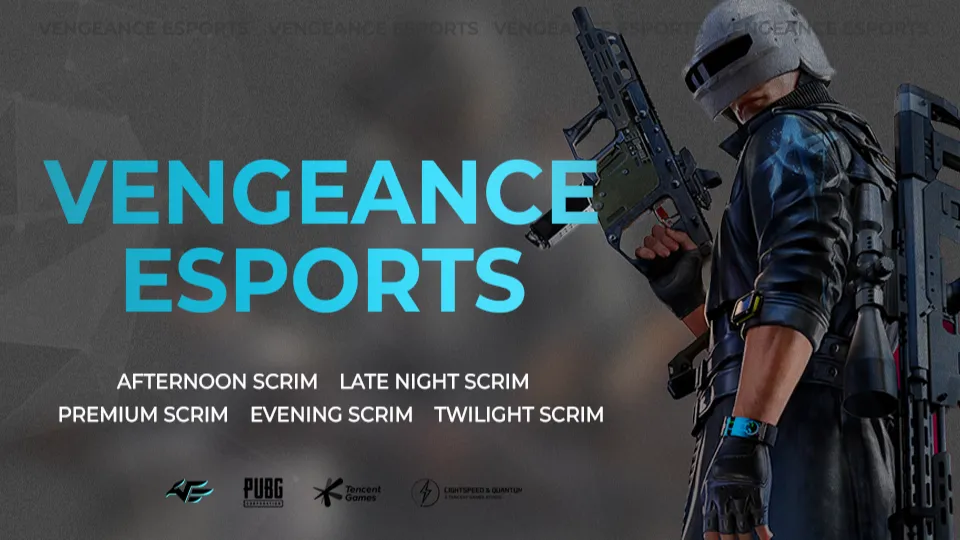 VENGEANCE ESPORTS VENGEANCE ESPORTS VENGEANCE ESPORTS VENGEANCE ESPORTS
VENGEANCE
ESPORTS
AFTERNOON SCRIM LATE NIGHT SCRIM
PREMIUM SCRIM EVENING SCRIM TWILIGHT SCRIM
PUBG
CORPORATION
Tencent
Games
LIGHTSPEED & QUANTUM